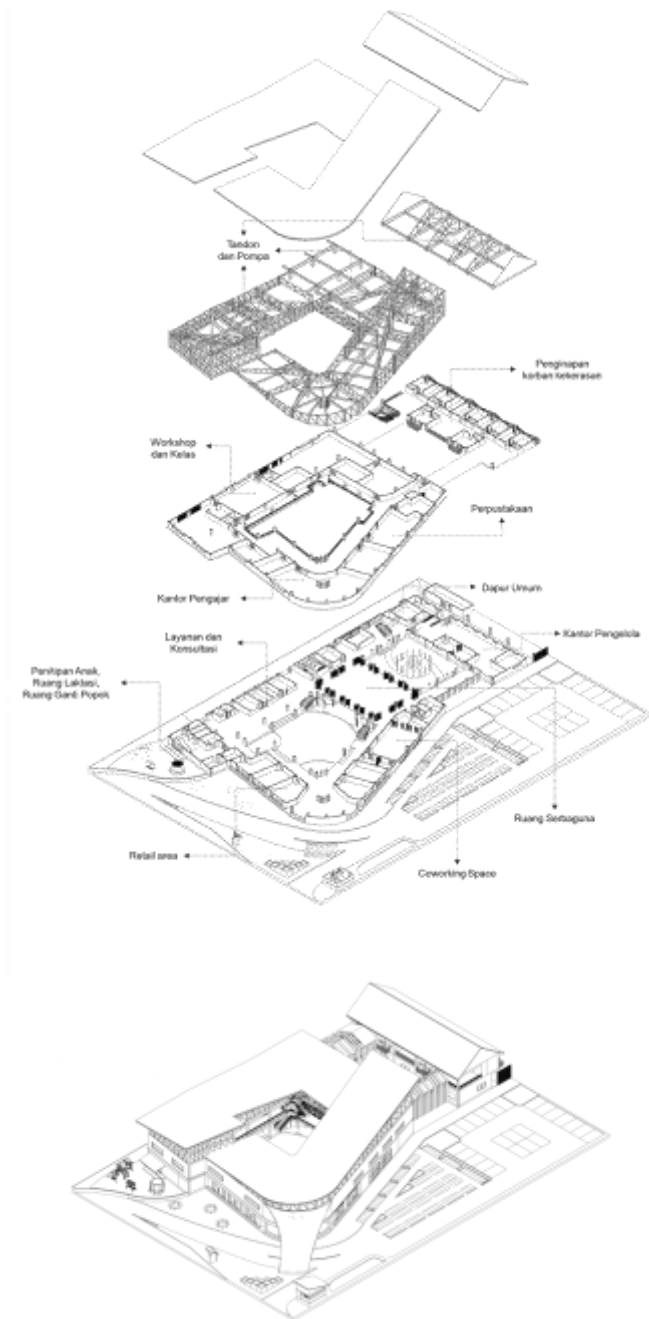 Tandon
dan Pompa
Penginapan
korban kekerasan
Workshop
dan Kelas
Perpustakaan
Kantor Pengajar
Dapur Umum
Layanan dan
Konsultasi
Kantor Pengelola
Penitipan Anak,
Ruang Laktasi,
Ruang Ganti Popok
Ruang Serbaguna
Retail area
Coworking Space